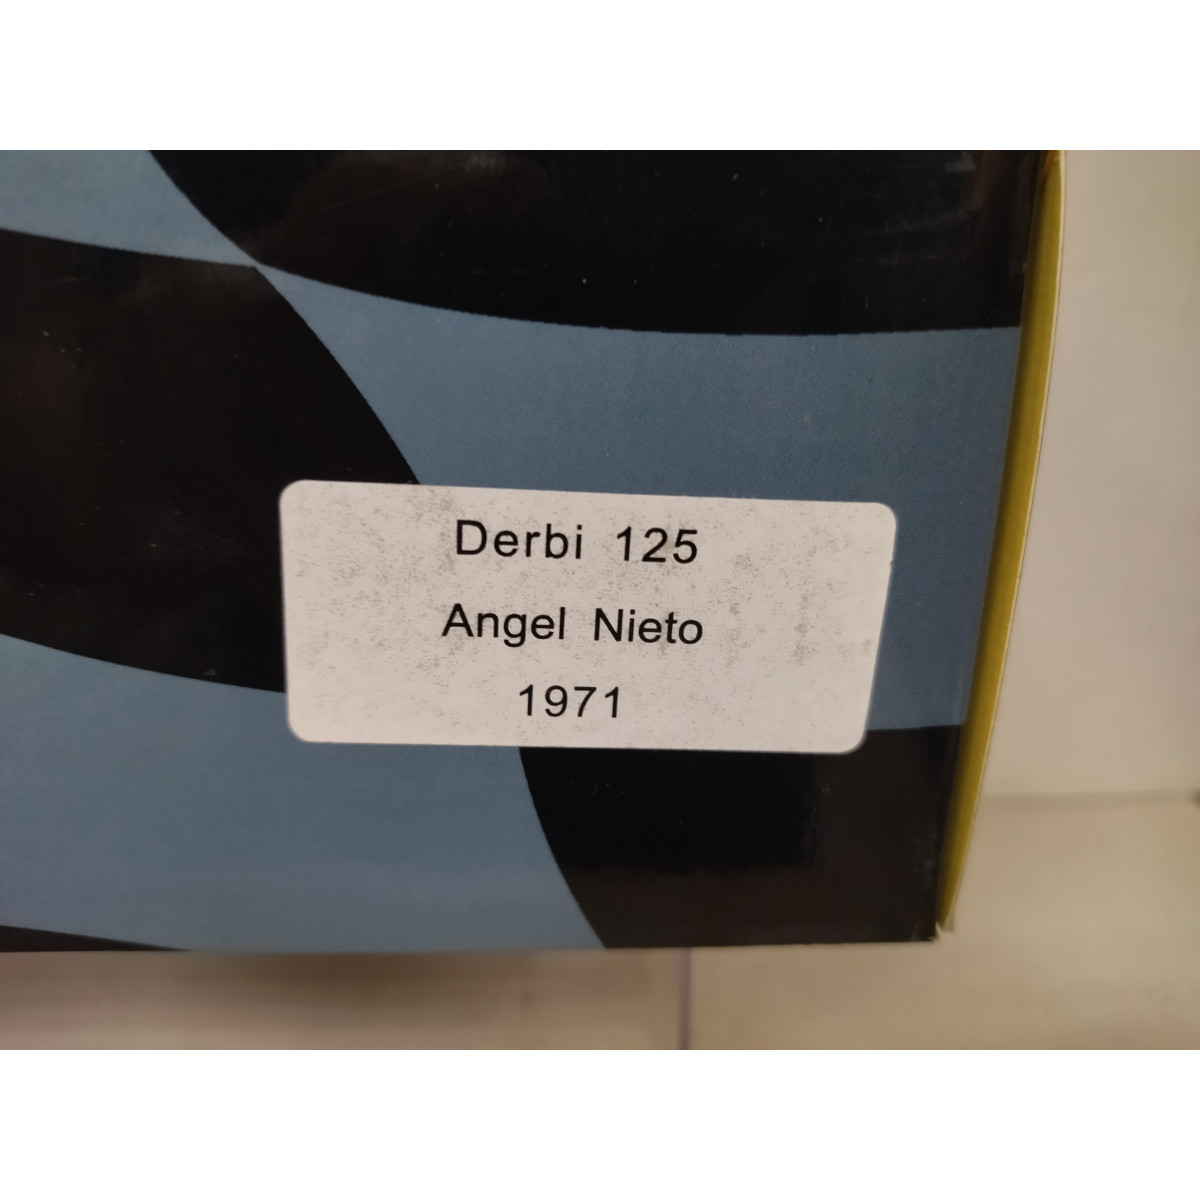 Derbi 125
Angel Nieto
1971